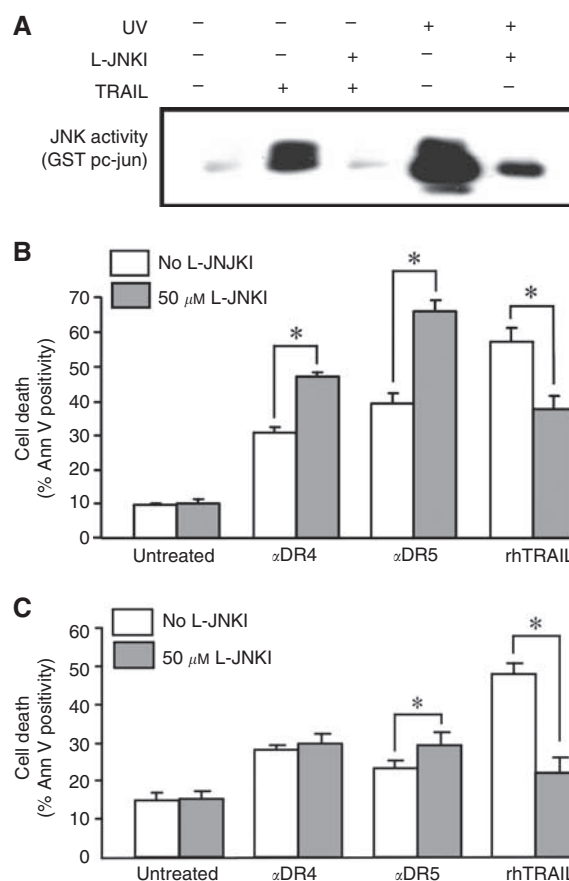 A
UV – – – + +
L-JNKI – – + – +
TRAIL – + + – –
JNK activity
(GST pc-jun)
B
No L-JNJKI
50 μM L-JNKI
Cell death
(% Ann V positivity)
70
60
50
40
30
20
10
0
* * *
Untreated αDR4 αDR5 rhTRAIL
C
No L-JNKI
50 μM L-JNKI
Cell death
(% Ann V positivity)
60
50
40
30
20
10
0
* *
Untreated αDR4 αDR5 rhTRAIL